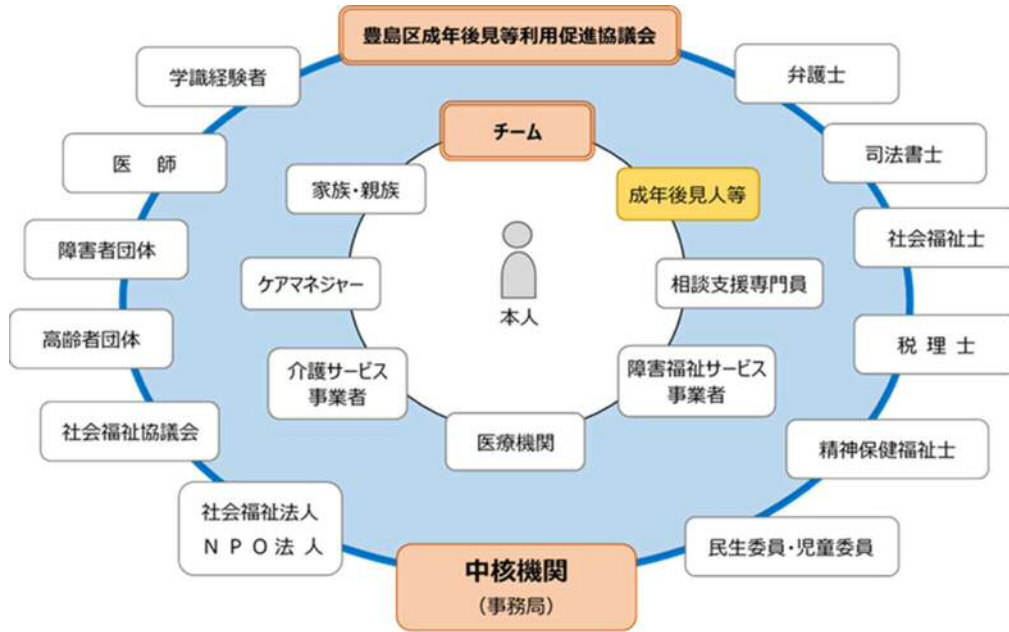 豊島区成年後見等利用促進協議会
学識経験者
弁護士
チーム
医　師
司法書士
家族・親族
成年後見人等
障害者団体
社会福祉士
ケアマネジャー
相談支援専門員
本人
高齢者団体
税 理 士
介護サービス
事業者
障害福祉サービス
事業者
社会福祉協議会
医療機関
精神保健福祉士
社会福祉法人
Ｎ Ｐ Ｏ 法 人
民生委員・児童委員
中核機関
（事務局）